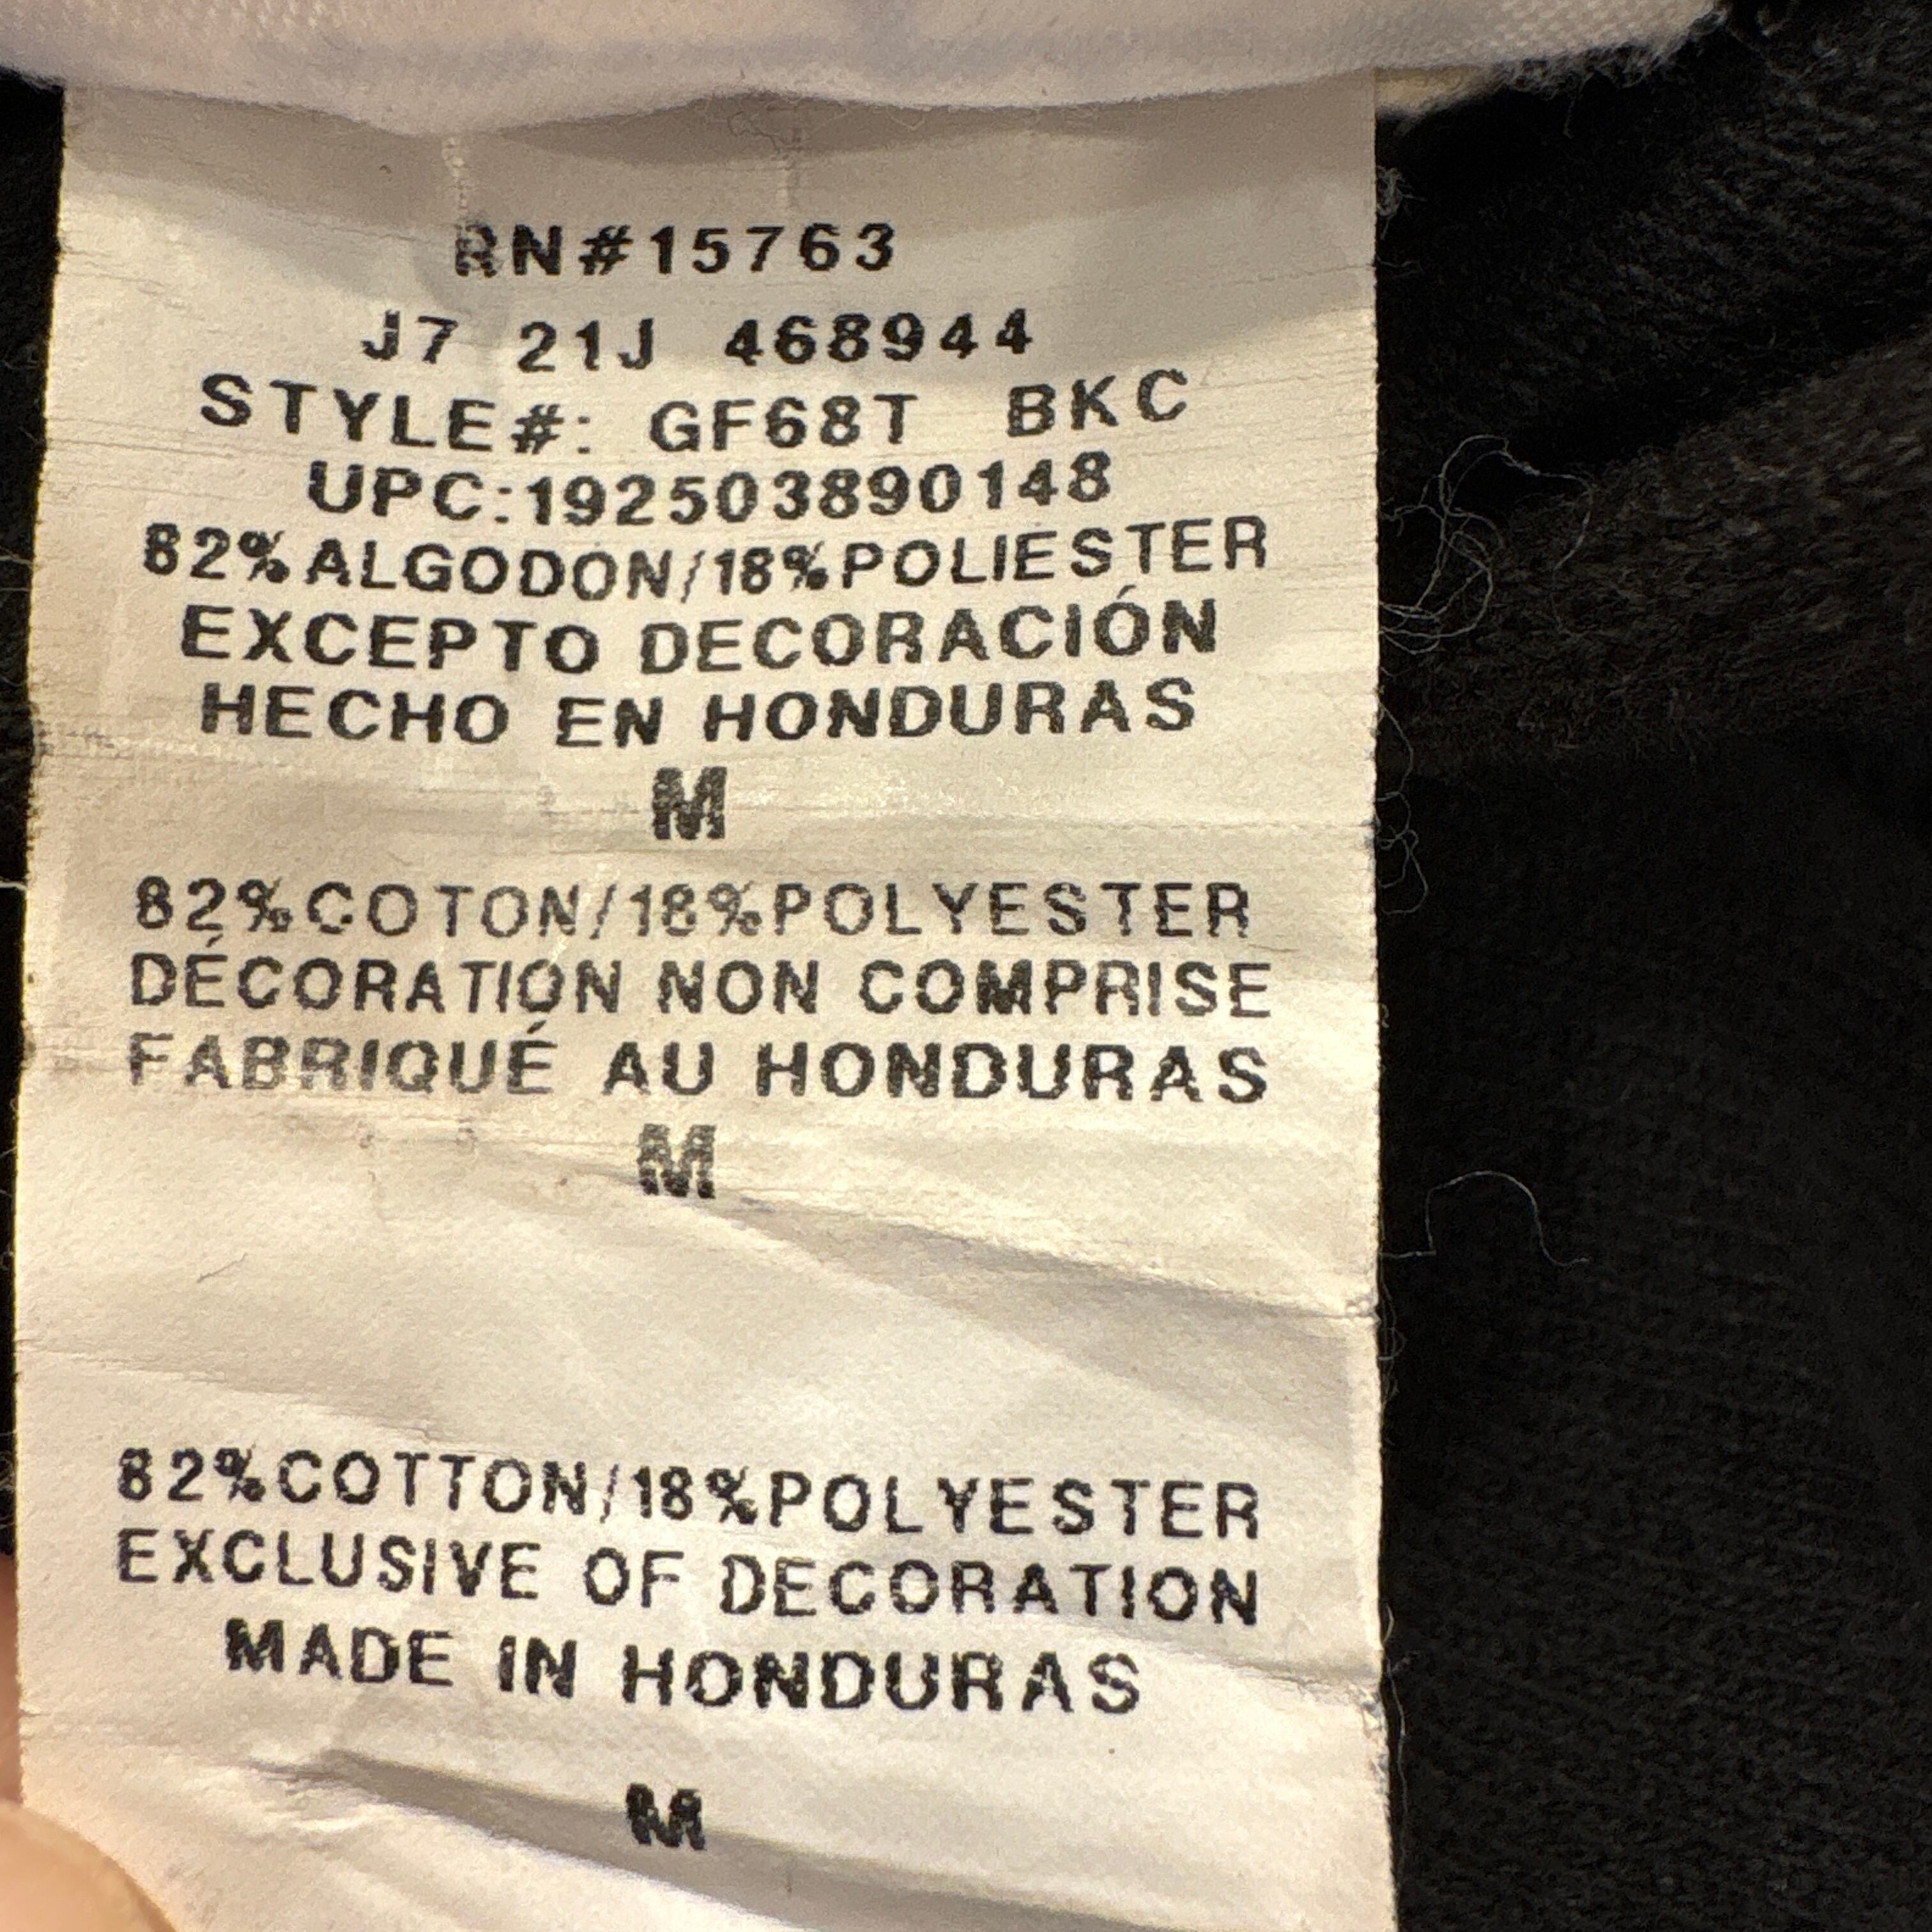 RN#15763
J7 21J 468944
STYLE#: GF68T BKC
UPC:192503890148
82%ALGODON/18%POLIESTER
EXCEPTO DECORACIÓN
HECHO EN HONDURAS
M
82%COTON/18%POLYESTER
DÉCORATION NON COMPRISE
FABRIQUÉ AU HONDURAS
M
82%COTTON/18%POLYESTER
EXCLUSIVE OF DECORATION
MADE IN HONDURAS
M